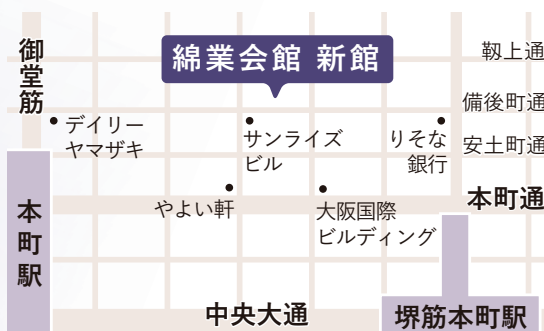 御堂筋
綿業会館 新館
靱上通
備後町通
安土町通
デイリー
ヤマザキ
サンライズ
ビル
りそな
銀行
本町通
やよい軒
大阪国際
ビルディング
本町駅
中央大通
堺筋本町駅